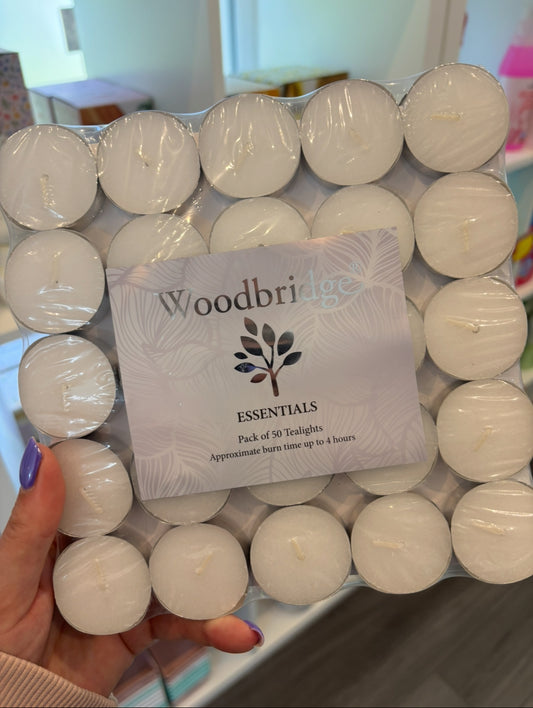 Woodbridge®
ESSENTIALS
Pack of 50 Tealights
Approximate burn time up to 4 hours